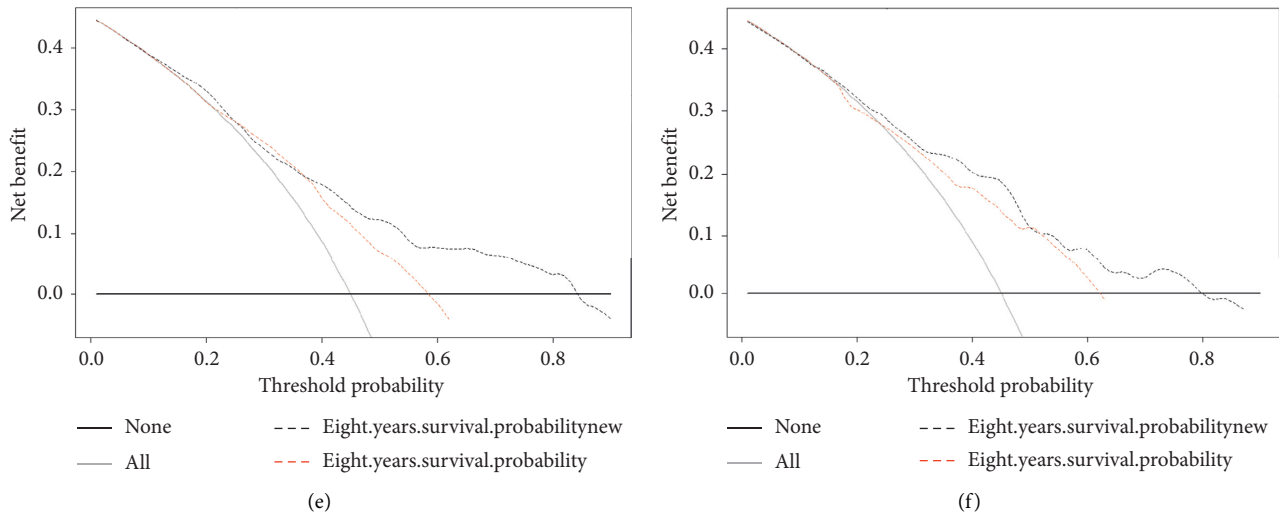 Net benefit
0.4
0.3
0.2
0.1
0.0
0.0 0.2 0.4 0.6 0.8
Threshold probability
None
Eight.years.survival.probabilitynew
All
Eight.years.survival.probability
(e)
Net benefit
0.4
0.3
0.2
0.1
0.0
0.0 0.2 0.4 0.6 0.8
Threshold probability
None
Eight.years.survival.probabilitynew
All
Eight.years.survival.probability
(f)